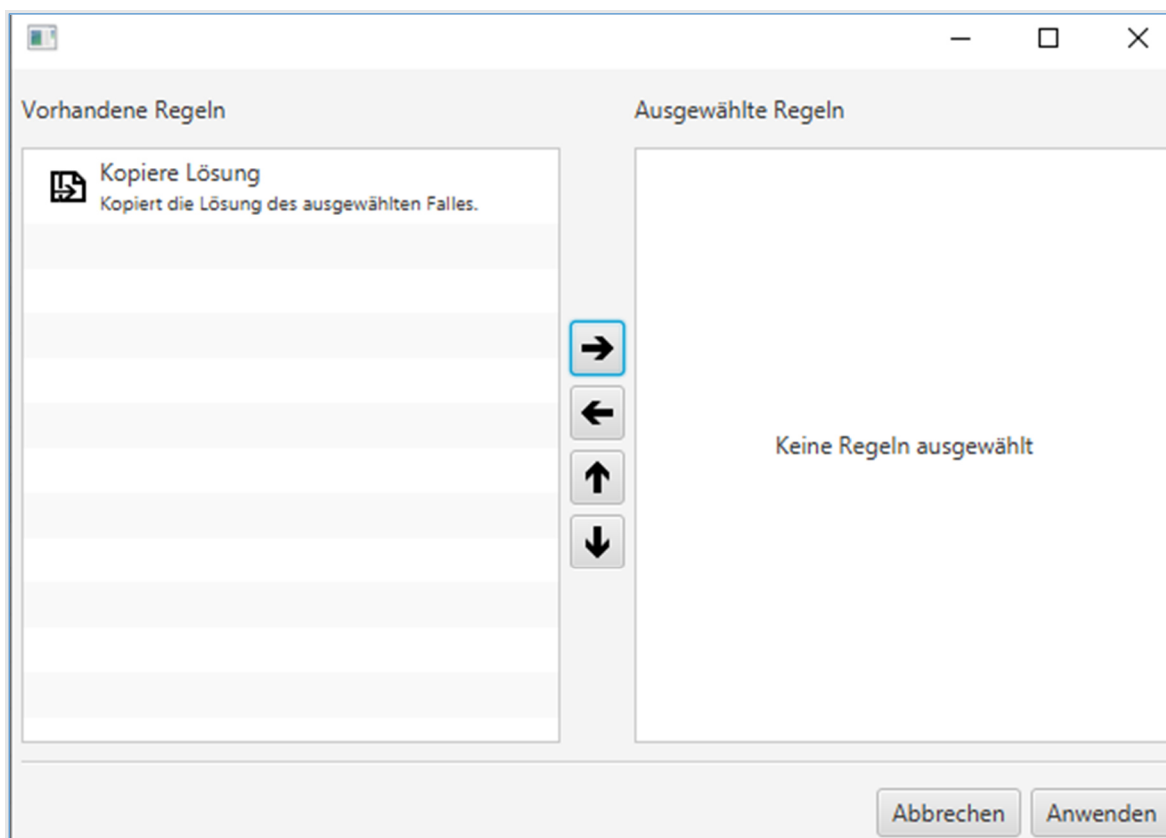 Vorhandene Regeln
Ausgewählte Regeln
Kopiere Lösung
Kopiert die Lösung des ausgewählten Falles.
Keine Regeln ausgewählt
Abbrechen
Anwenden